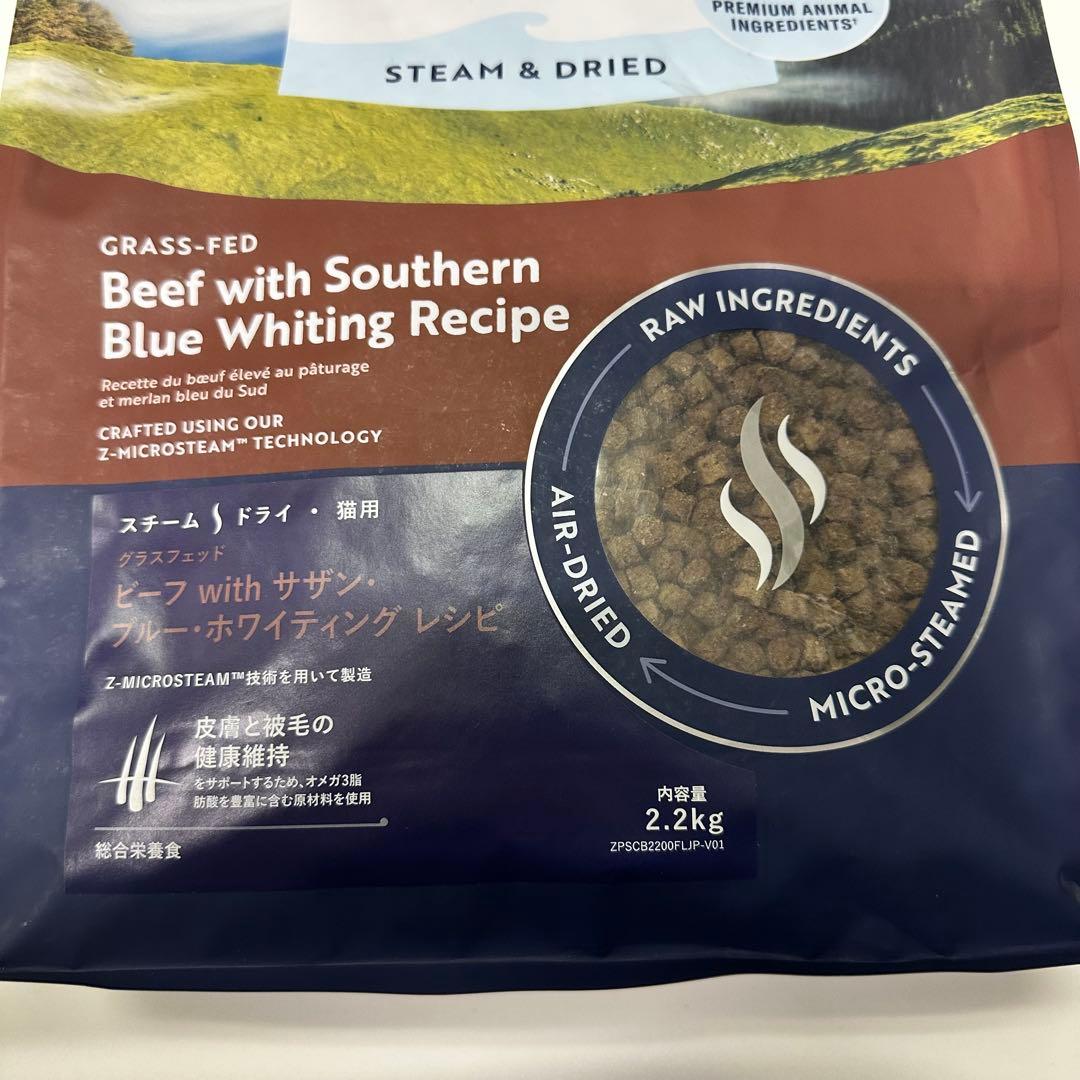 PREMIUM ANIMAL
INGREDIENTS†
STEAM & DRIED
GRASS-FED
Beef with Southern
Blue Whiting Recipe
Recette du bœuf élevé au pâturage
et merlan bleu du Sud
CRAFTED USING OUR
Z-MICROSTEAM™ TECHNOLOGY
RAW INGREDIENTS
MICRO-STEAMED
AIR-DRIED
スチーム ドライ・猫用
グラスフェッド
ビーフ with サザン・
ブルー・ホワイティング レシピ
Z-MICROSTEAM™技術を用いて製造
皮膚と被毛の
健康維持
をサポートするため、オメガ3脂
肪酸を豊富に含む原材料を使用
総合栄養食
内容量
2.2kg
ZPSCB2200FLJP-V01